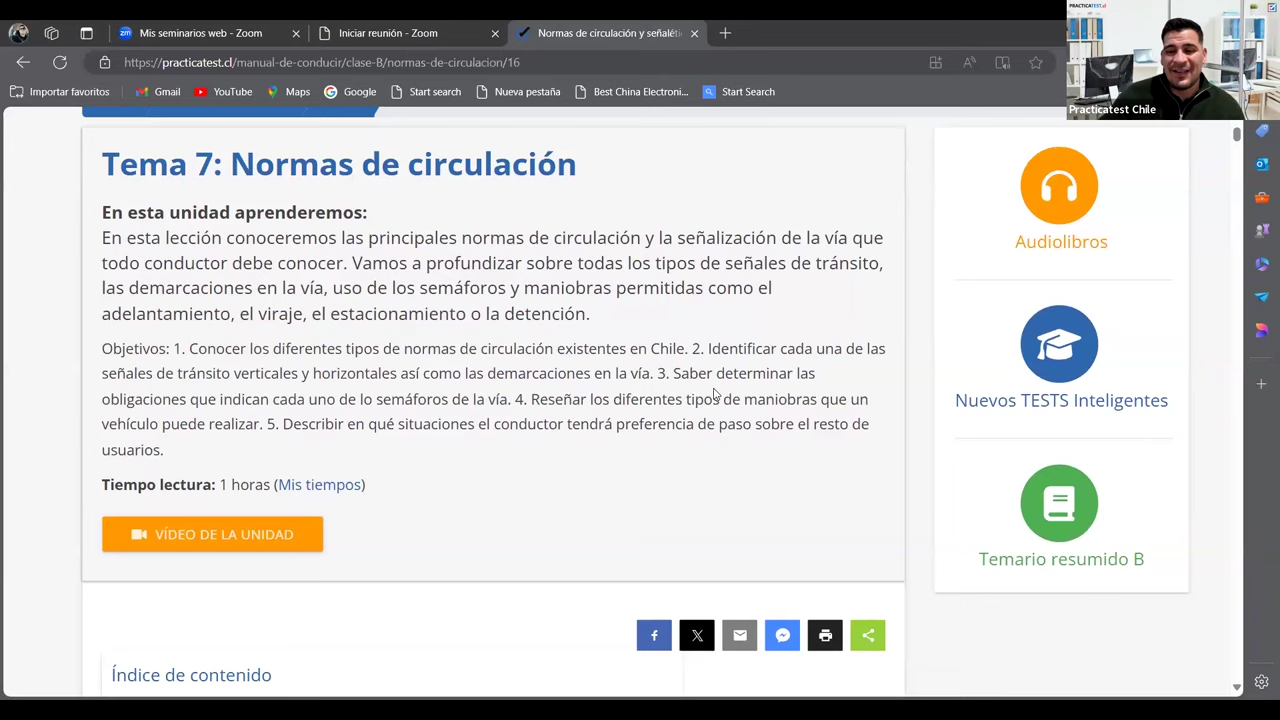 Mis seminarios web - Zoom
Iniciar reunión - Zoom
Normas de circulación y señaléti
PRACTICATEST.cl
https://practicatest.cl/manual-de-conducir/clase-B/normas-de-circulacion/16
Importar favoritos
Gmail
YouTube
Maps
Google
Start search
Nueva pestaña
Best China Electroni...
Start Search
Practicatest Chile
Tema 7: Normas de circulación
En esta unidad aprenderemos:
En esta lección conoceremos las principales normas de circulación y la señalización de la vía que
todo conductor debe conocer. Vamos a profundizar sobre todas los tipos de señales de tránsito,
las demarcaciones en la vía, uso de los semáforos y maniobras permitidas como el
adelantamiento, el viraje, el estacionamiento o la detención.
Objetivos: 1. Conocer los diferentes tipos de normas de circulación existentes en Chile. 2. Identificar cada una de las
señales de tránsito verticales y horizontales así como las demarcaciones en la vía. 3. Saber determinar las
obligaciones que indican cada uno de lo semáforos de la vía. 4. Reseñar los diferentes tipos de maniobras que un
vehículo puede realizar. 5. Describir en qué situaciones el conductor tendrá preferencia de paso sobre el resto de
usuarios.
Tiempo lectura: 1 horas (Mis tiempos)
VÍDEO DE LA UNIDAD
Índice de contenido
Audiolibros
Nuevos TESTS Inteligentes
Temario resumido B